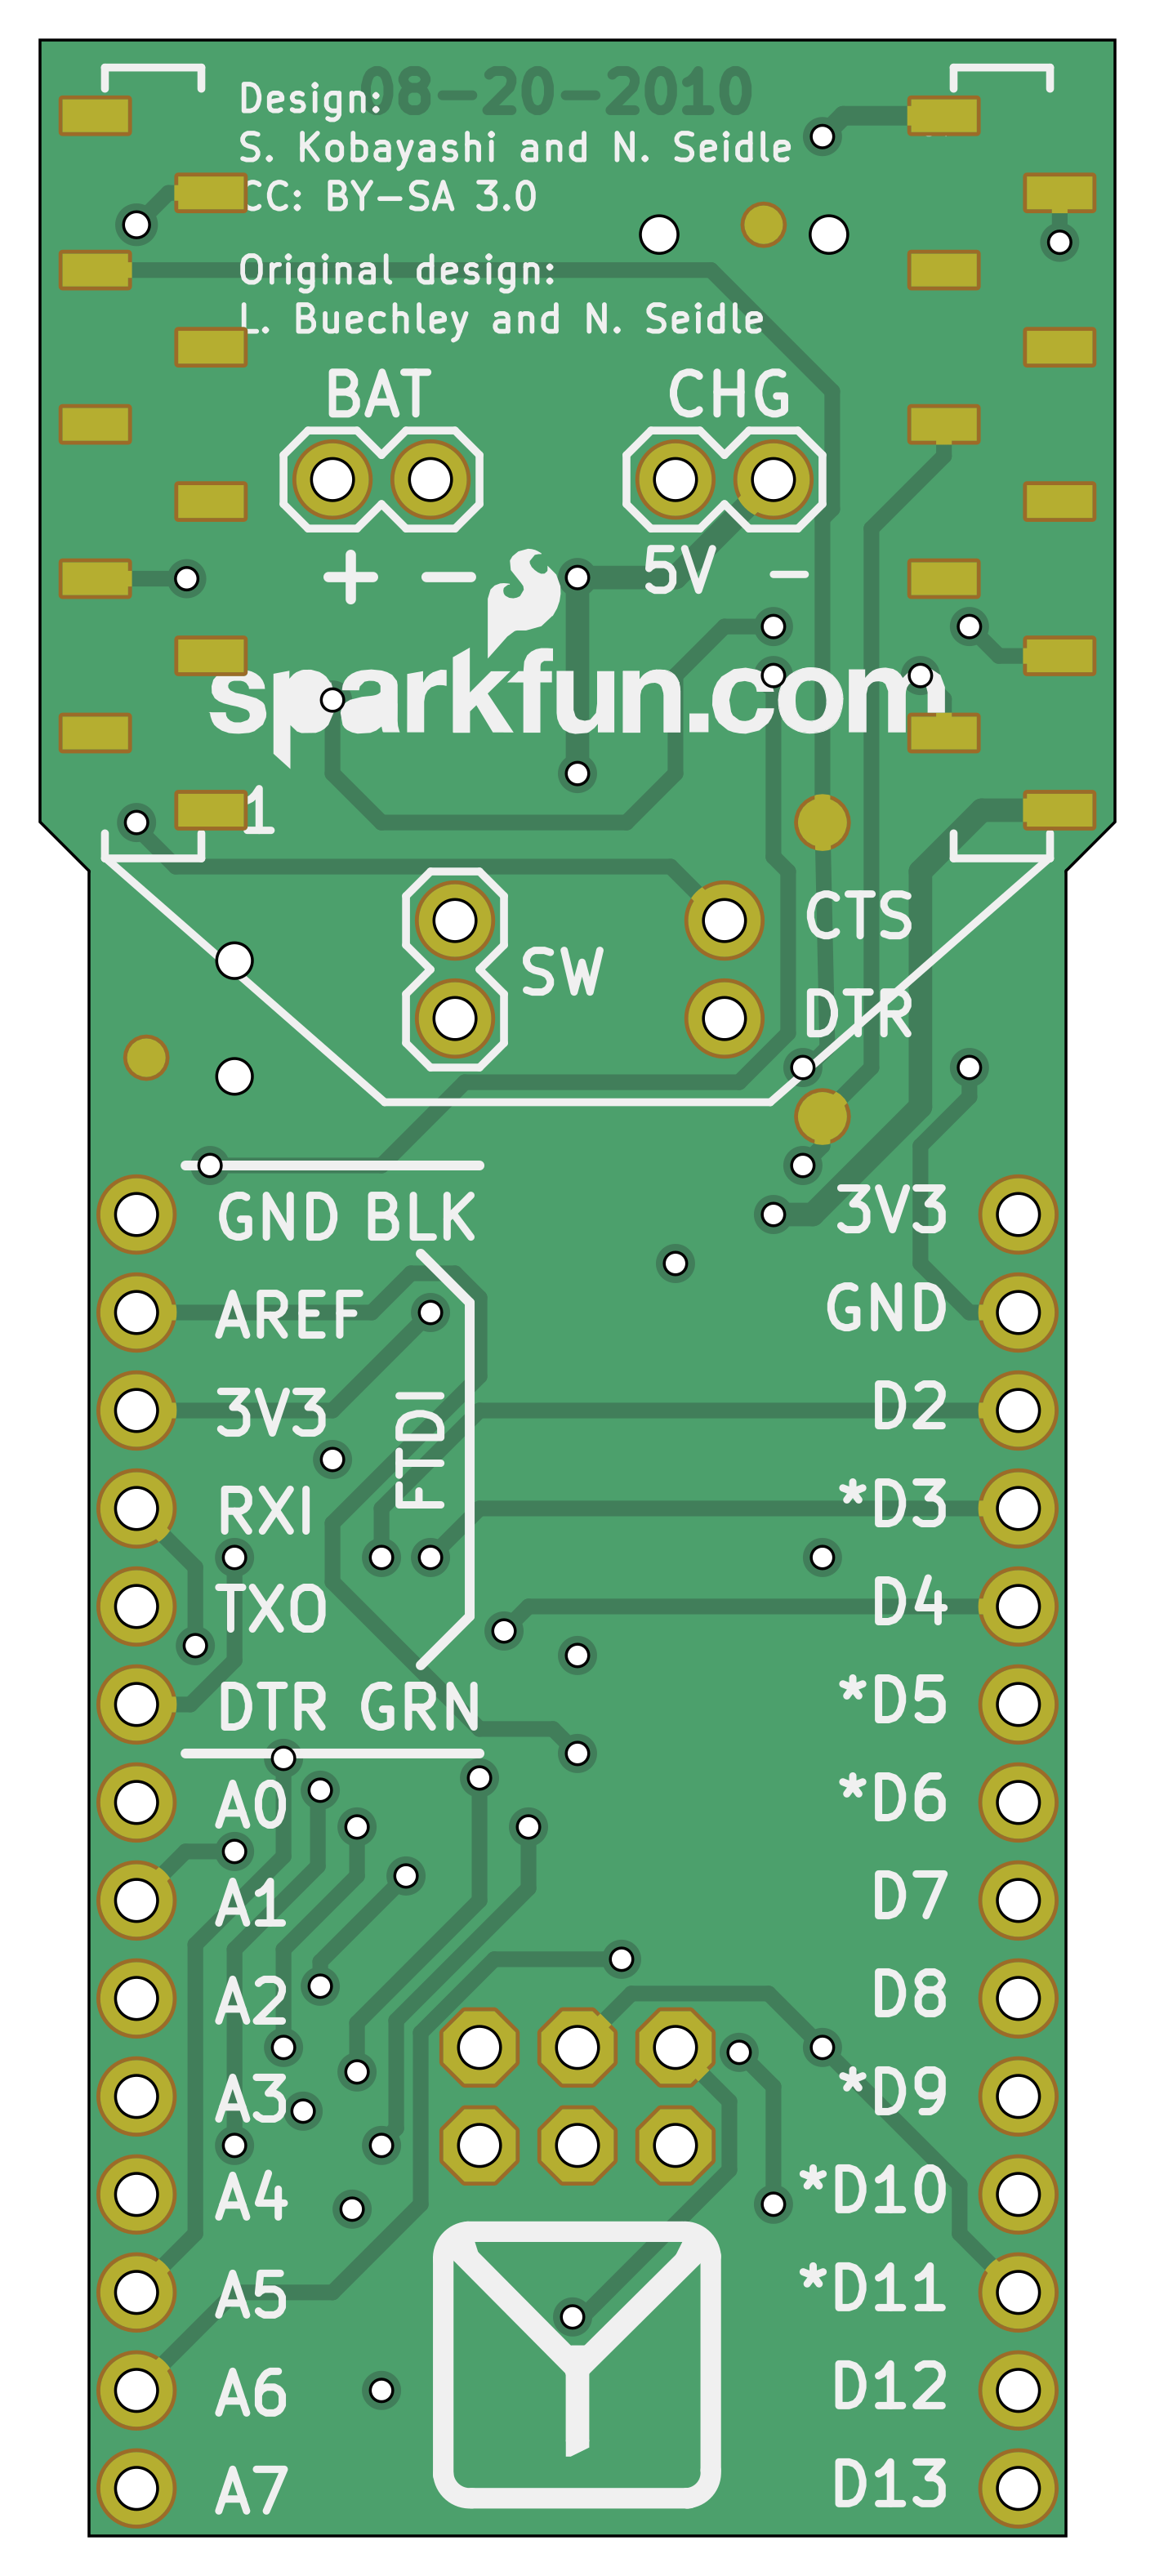 08-20-2010
Design:
S. Kobayashi and N. Seidle
CC: BY-SA 3.0
Original design:
L. Buechley and N. Seidle
BAT CHG
+ - 5V -
sparkfun.com
1
CTS
SW
DTR
GND BLK 3V3
AREF GND
3V3 D2
FTDI
RXI *D3
TXO D4
DTR GRN *D5
A0 *D6
A1 D7
A2 D8
A3 *D9
A4 *D10
A5 *D11
A6 D12
A7 D13